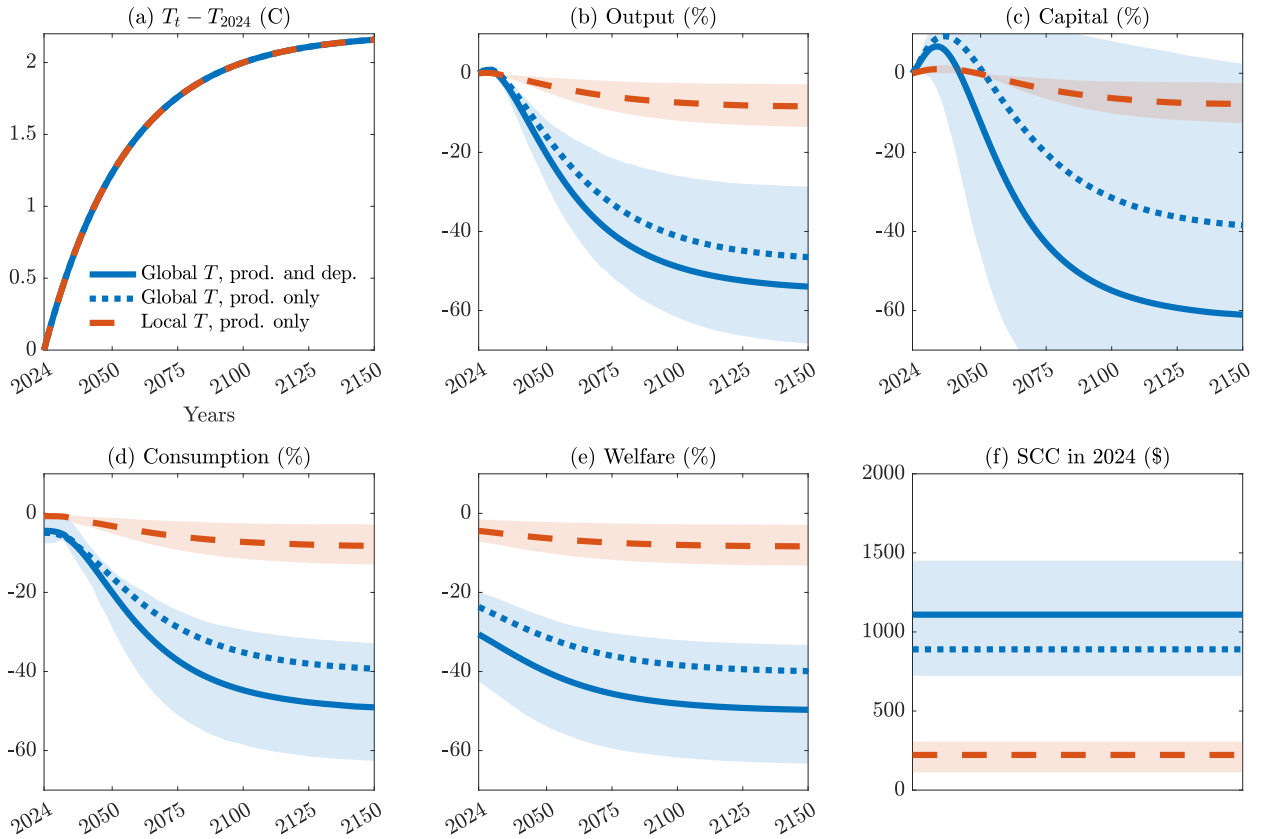 (a) T_t − T_2024 (C)
2
1.5
1
0.5
0
Global T, prod. and dep.
Global T, prod. only
Local T, prod. only
2024 2050 2075 2100 2125 2150
Years
(b) Output (%)
0
-20
-40
-60
2024 2050 2075 2100 2125 2150
(c) Capital (%)
0
-20
-40
-60
2024 2050 2075 2100 2125 2150
(d) Consumption (%)
0
-20
-40
-60
2024 2050 2075 2100 2125 2150
(e) Welfare (%)
0
-20
-40
-60
2024 2050 2075 2100 2125 2150
(f) SCC in 2024 ($)
2000
1500
1000
500
0